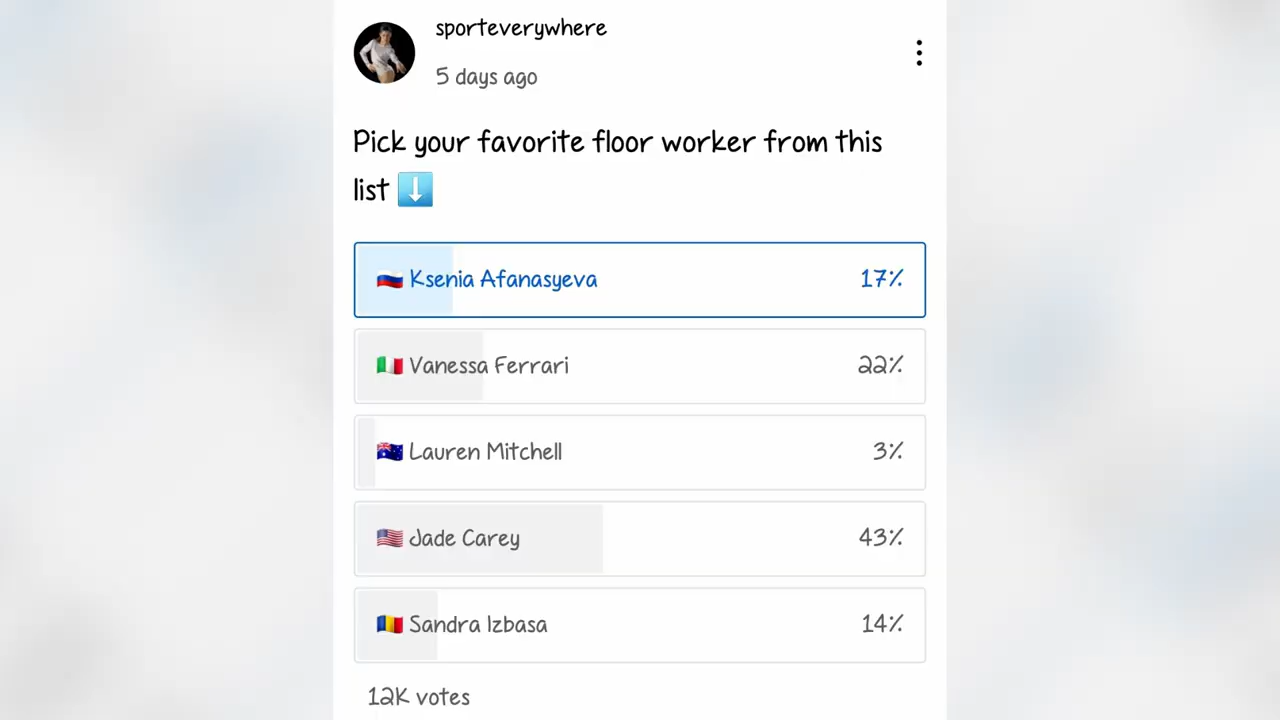 sporteverywhere
5 days ago
Pick your favorite floor worker from this
list ⬇️
🇷🇺 Ksenia Afanasyeva 17%
🇮🇹 Vanessa Ferrari 22%
🇦🇺 Lauren Mitchell 3%
🇺🇸 Jade Carey 43%
🇷🇴 Sandra Izbasa 14%
12K votes